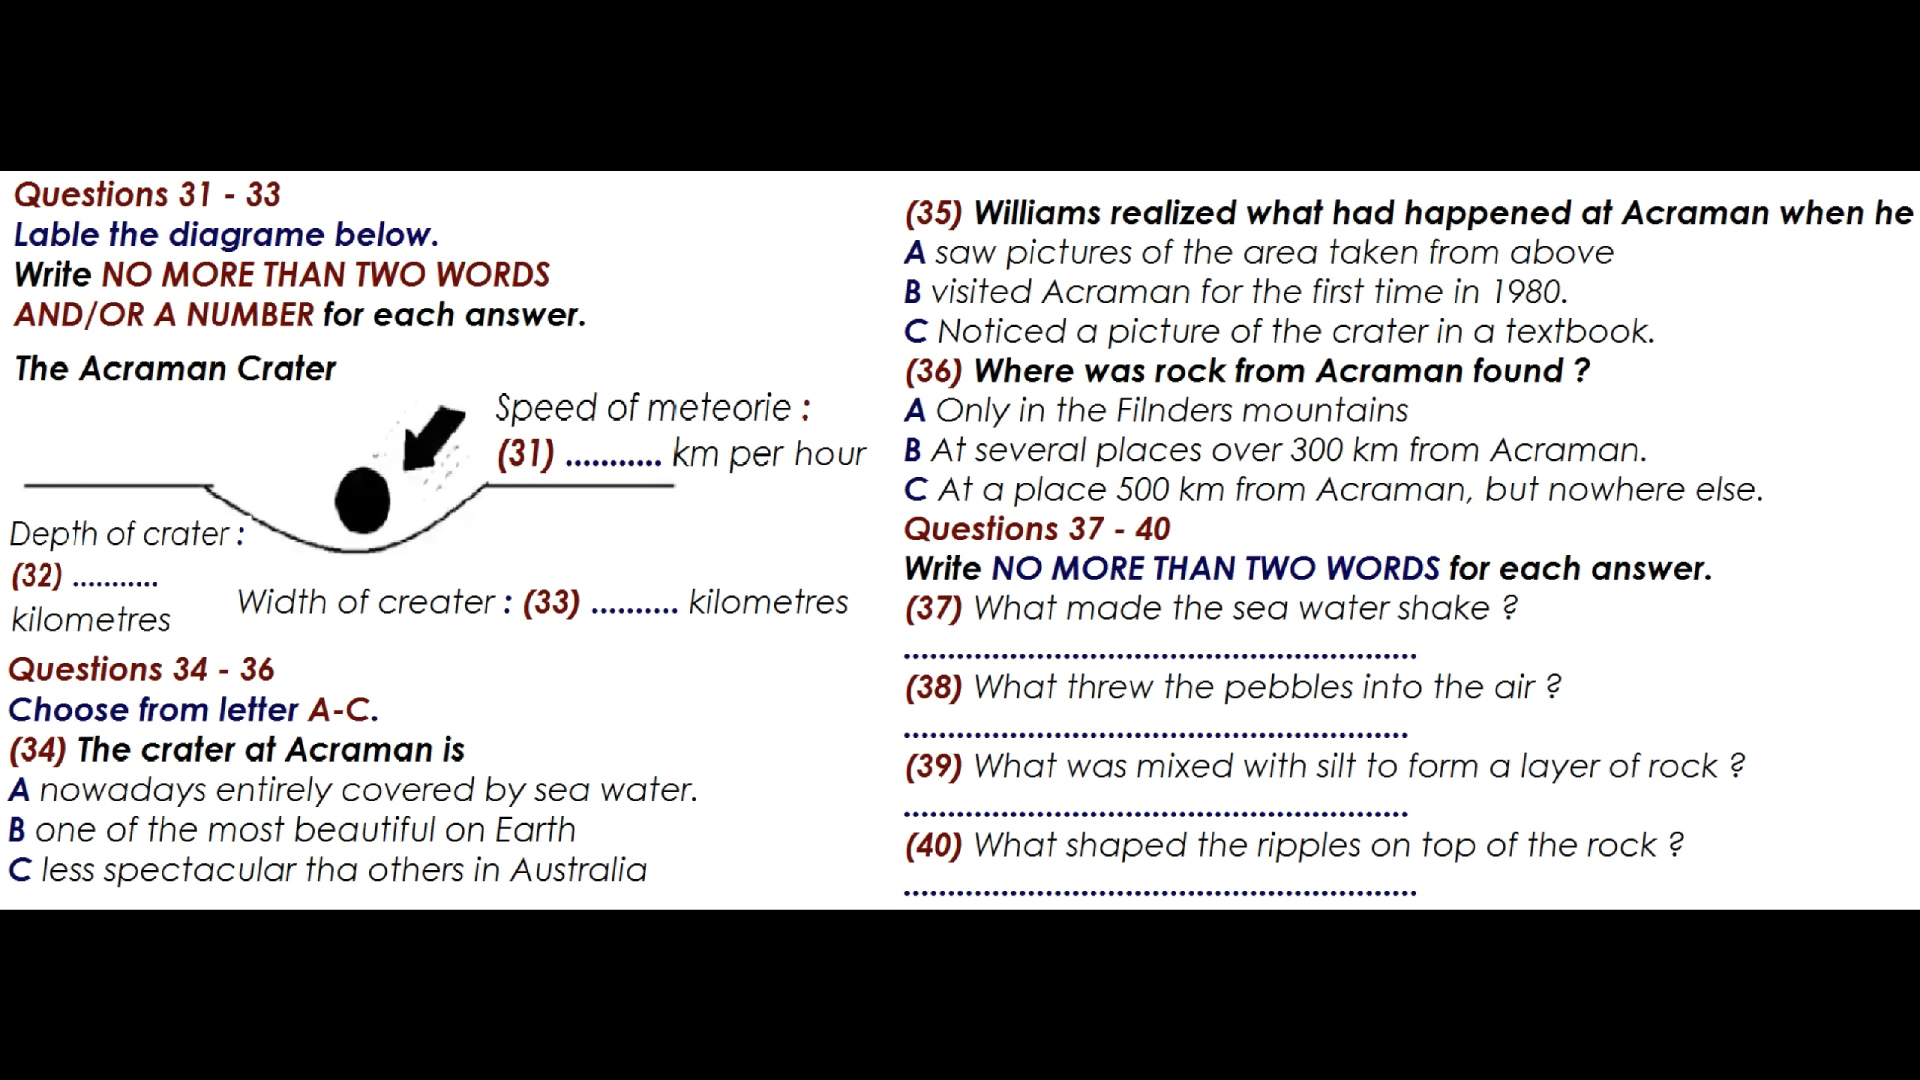 Questions 31 - 33
Lable the diagrame below.
Write NO MORE THAN TWO WORDS
AND/OR A NUMBER for each answer.
The Acraman Crater
Speed of meteorie :
(31) ........... km per hour
Depth of crater :
(32) ...........
kilometres
Width of creater : (33) .......... kilometres
Questions 34 - 36
Choose from letter A-C.
(34) The crater at Acraman is
A nowadays entirely covered by sea water.
B one of the most beautiful on Earth
C less spectacular tha others in Australia
(35) Williams realized what had happened at Acraman when he
A saw pictures of the area taken from above
B visited Acraman for the first time in 1980.
C Noticed a picture of the crater in a textbook.
(36) Where was rock from Acraman found ?
A Only in the Filnders mountains
B At several places over 300 km from Acraman.
C At a place 500 km from Acraman, but nowhere else.
Questions 37 - 40
Write NO MORE THAN TWO WORDS for each answer.
(37) What made the sea water shake ?
..........................................................
(38) What threw the pebbles into the air ?
.........................................................
(39) What was mixed with silt to form a layer of rock ?
.........................................................
(40) What shaped the ripples on top of the rock ?
..........................................................